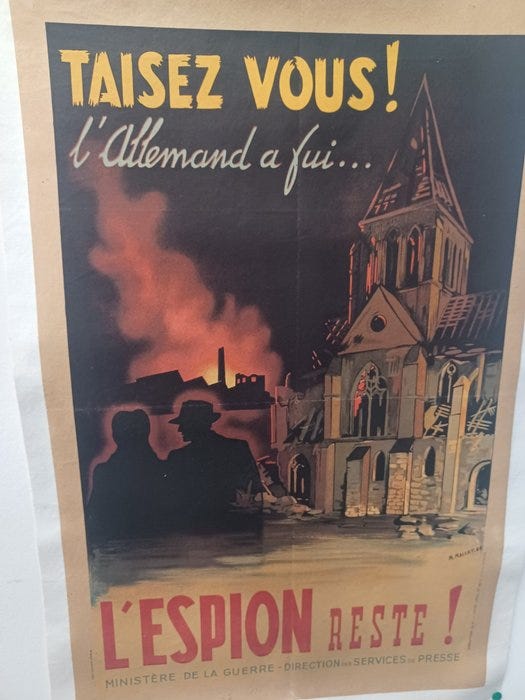 TAISEZ VOUS!
l'Allemand a fui...
L'ESPION RESTE !
MINISTÈRE DE LA GUERRE - DIRECTION DES SERVICES DE PRESSE